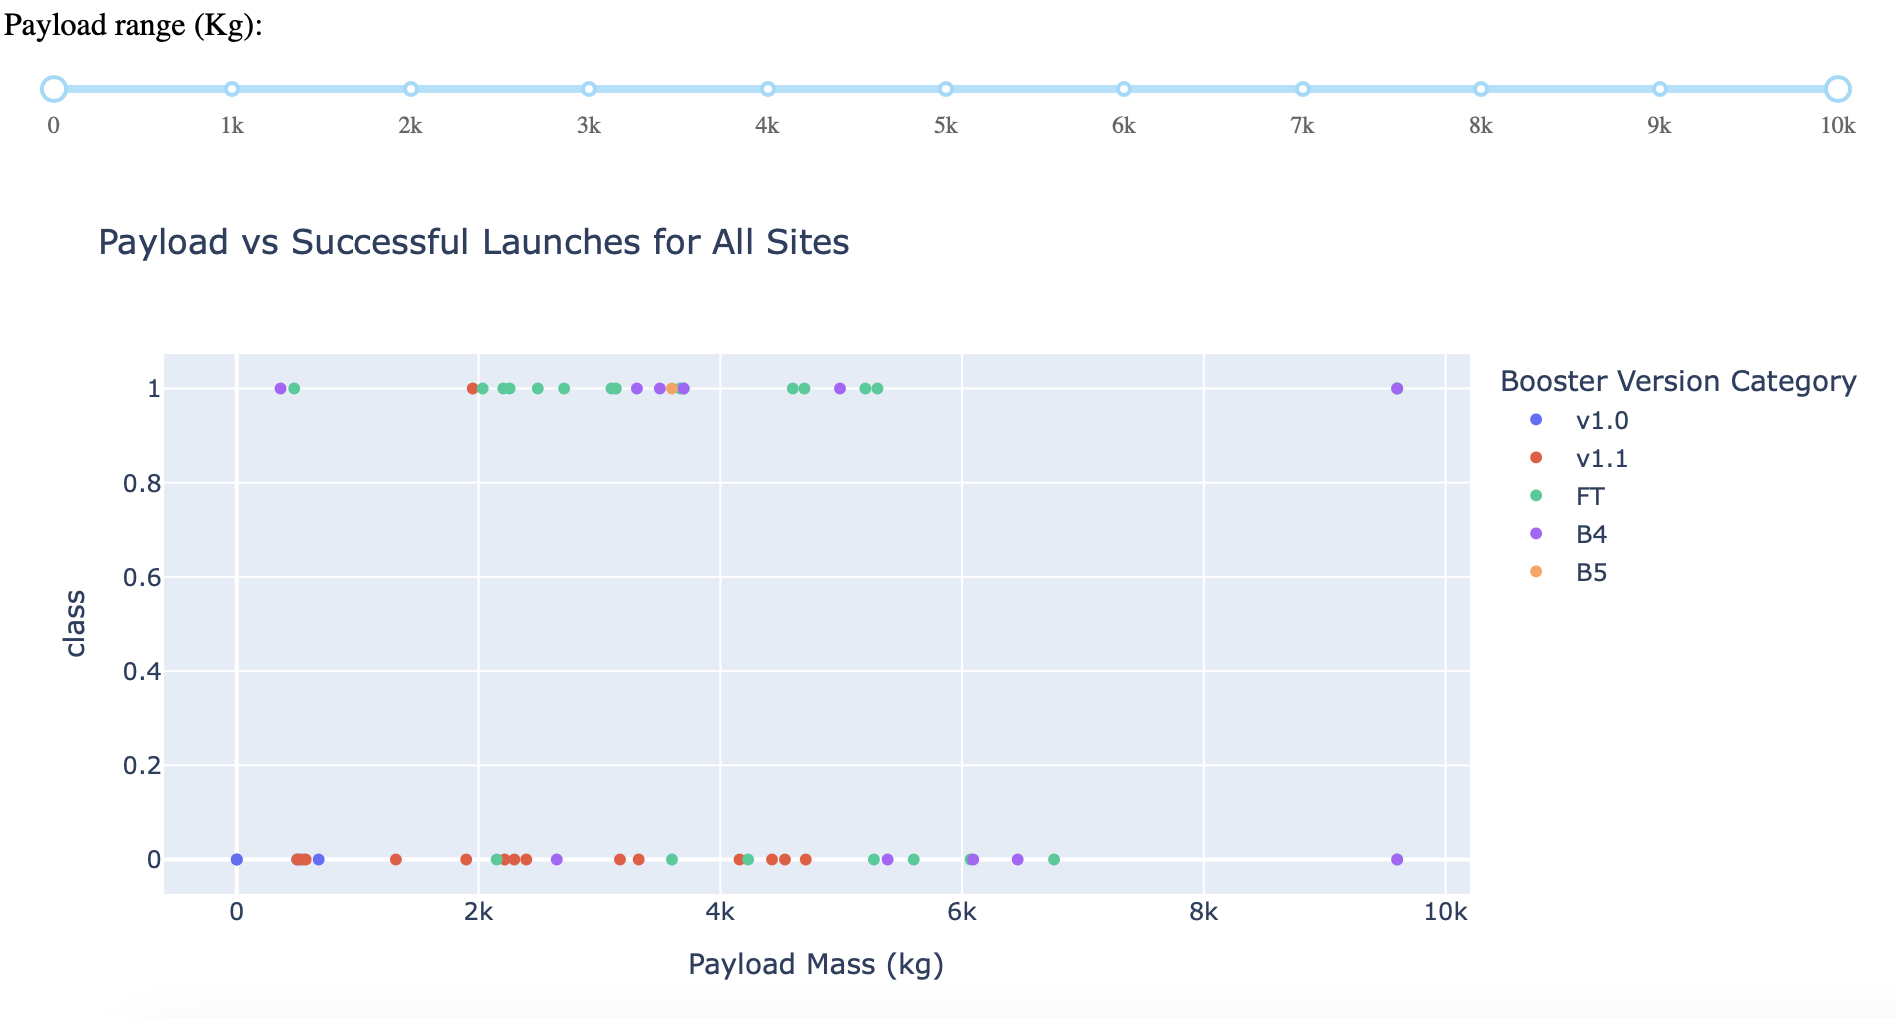 Payload range (Kg):
0 1k 2k 3k 4k 5k 6k 7k 8k 9k 10k
Payload vs Successful Launches for All Sites
1
0.8
0.6
0.4
0.2
0
class
0 2k 4k 6k 8k 10k
Payload Mass (kg)
Booster Version Category
v1.0
v1.1
FT
B4
B5